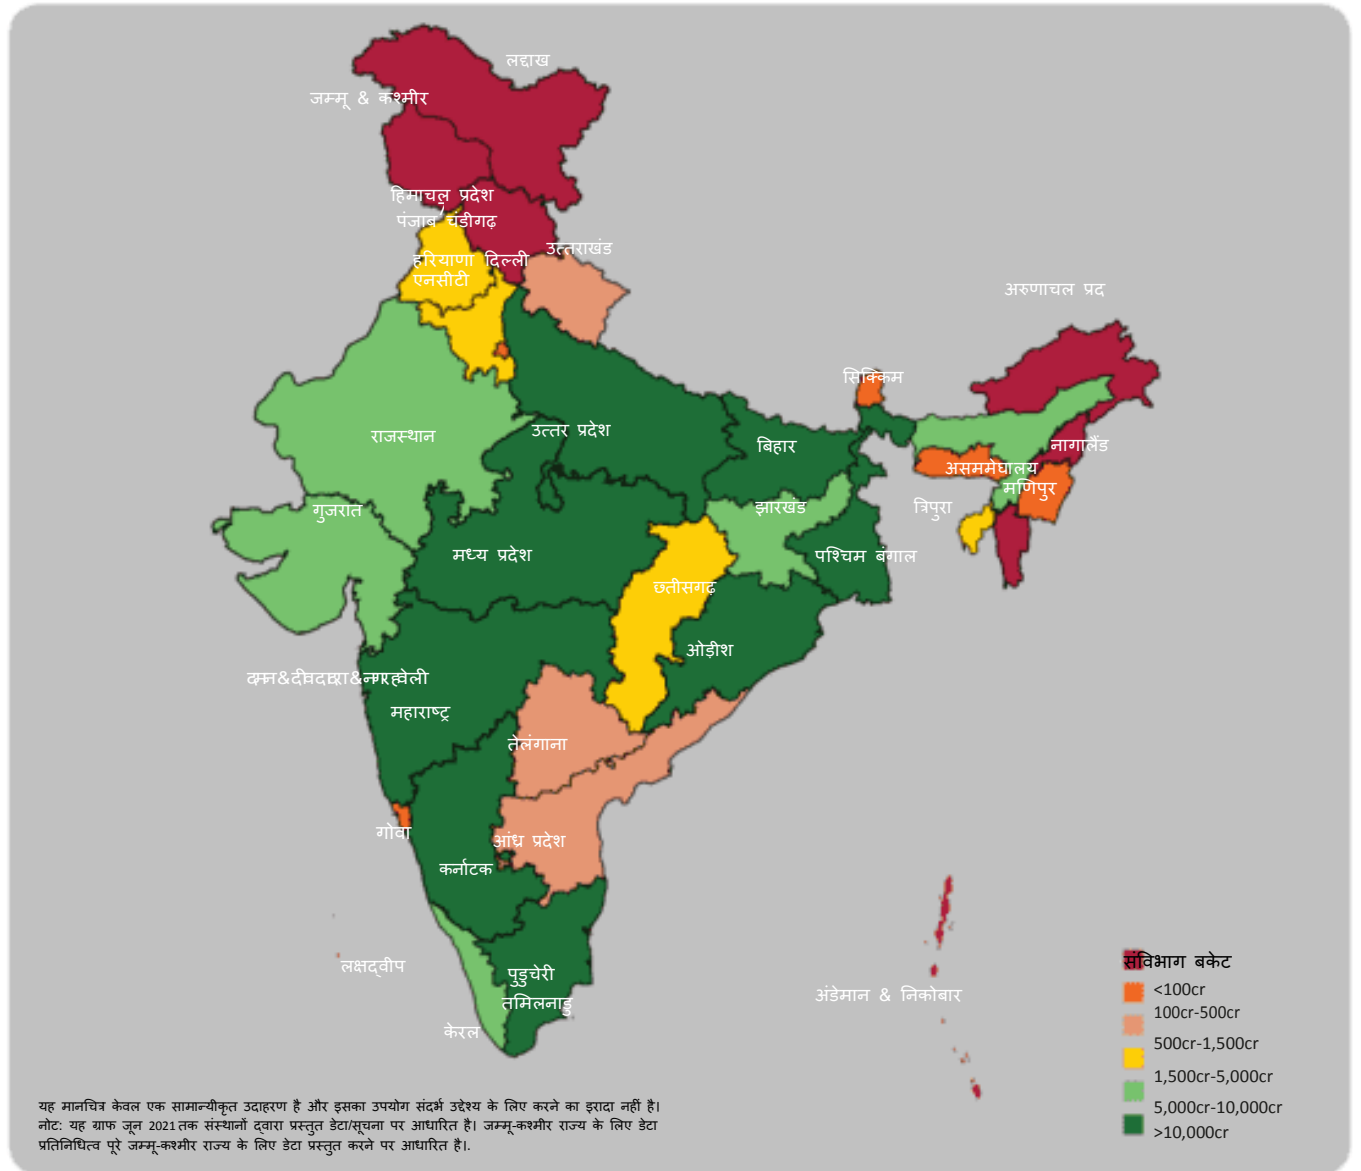 लद्दाख
जम्मू & कश्मीर
हिमाचल प्रदेश
पंजाब चंडीगढ़
उत्तराखंड
हरियाणा दिल्ली
एनसीटी
अरुणाचल प्रद
सिक्किम
राजस्थान
उत्तर प्रदेश
बिहार
नागालैंड
असममेघालय
मणिपुर
गुजरात
झारखंड
त्रिपुरा
मध्य प्रदेश
पश्चिम बंगाल
छत्तीसगढ़
ओड़ीश
महाराष्ट्र
तेलंगाना
गोवा
आंध्र प्रदेश
कर्नाटक
लक्षद्वीप
पुडुचेरी
तमिलनाडु
केरल
अंडेमान & निकोबार
संविभाग बकेट
<100cr
100cr-500cr
500cr-1,500cr
1,500cr-5,000cr
5,000cr-10,000cr
>10,000cr
यह मानचित्र केवल एक सामान्यीकृत उदाहरण है और इसका उपयोग संदर्भ उद्देश्य के लिए करने का इरादा नहीं है।
नोट: यह ग्राफ जून 2021 तक संस्थानों द्वारा प्रस्तुत डेटा/सूचना पर आधारित है। जम्मू-कश्मीर राज्य के लिए डेटा
प्रतिनिधित्व पूरे जम्मू-कश्मीर राज्य के लिए डेटा प्रस्तुत करने पर आधारित है।.